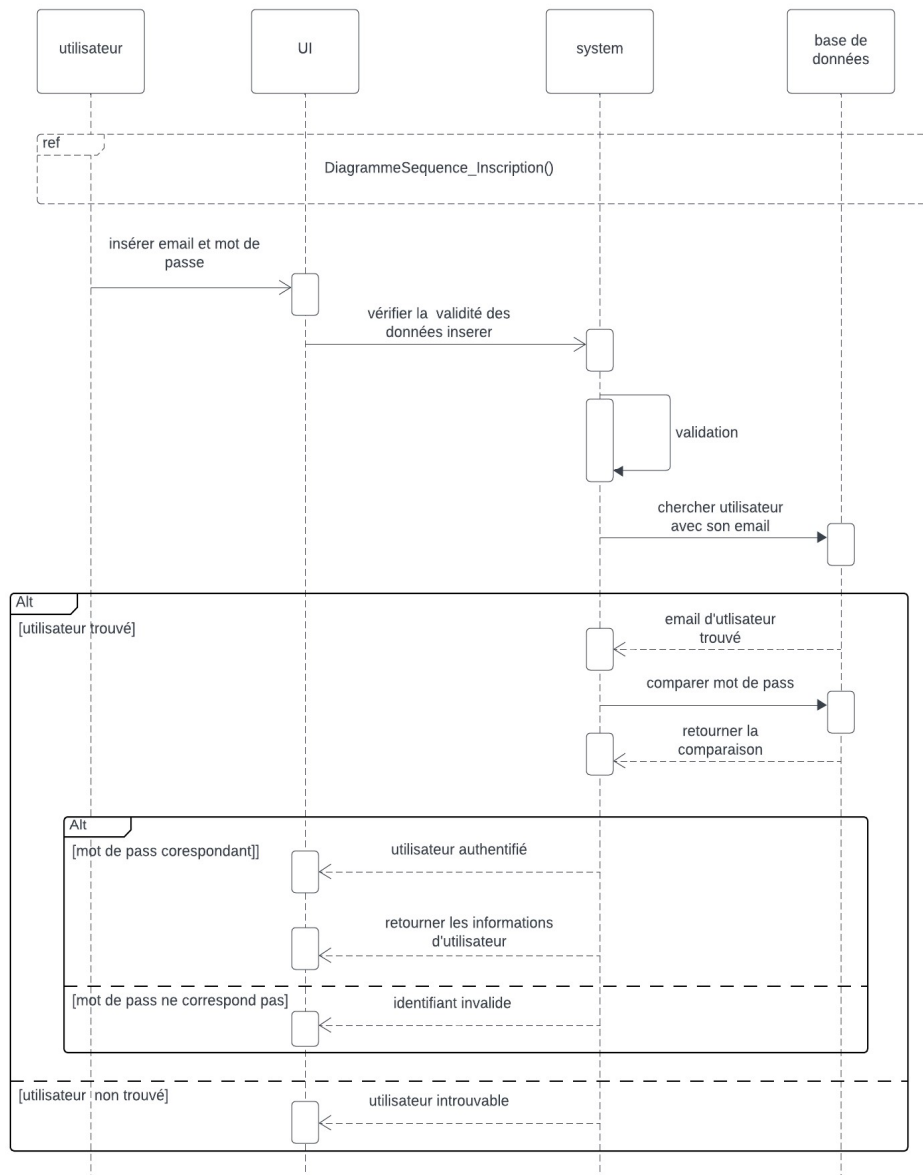 utilisateur
UI
system
base de
données
ref
DiagrammeSequence_Inscription()
insérer email et mot de
passe
vérifier la  validité des
données inserer
validation
chercher utilisateur
avec son email
Alt
[utilisateur trouvé]
email d'utlisateur
trouvé
comparer mot de pass
retourner la
comparaison
Alt
[mot de pass corespondant]]
utilisateur authentifié
retourner les informations
d'utilisateur
[mot de pass ne correspond pas]
identifiant invalide
[utilisateur  non trouvé]
utilisateur introuvable